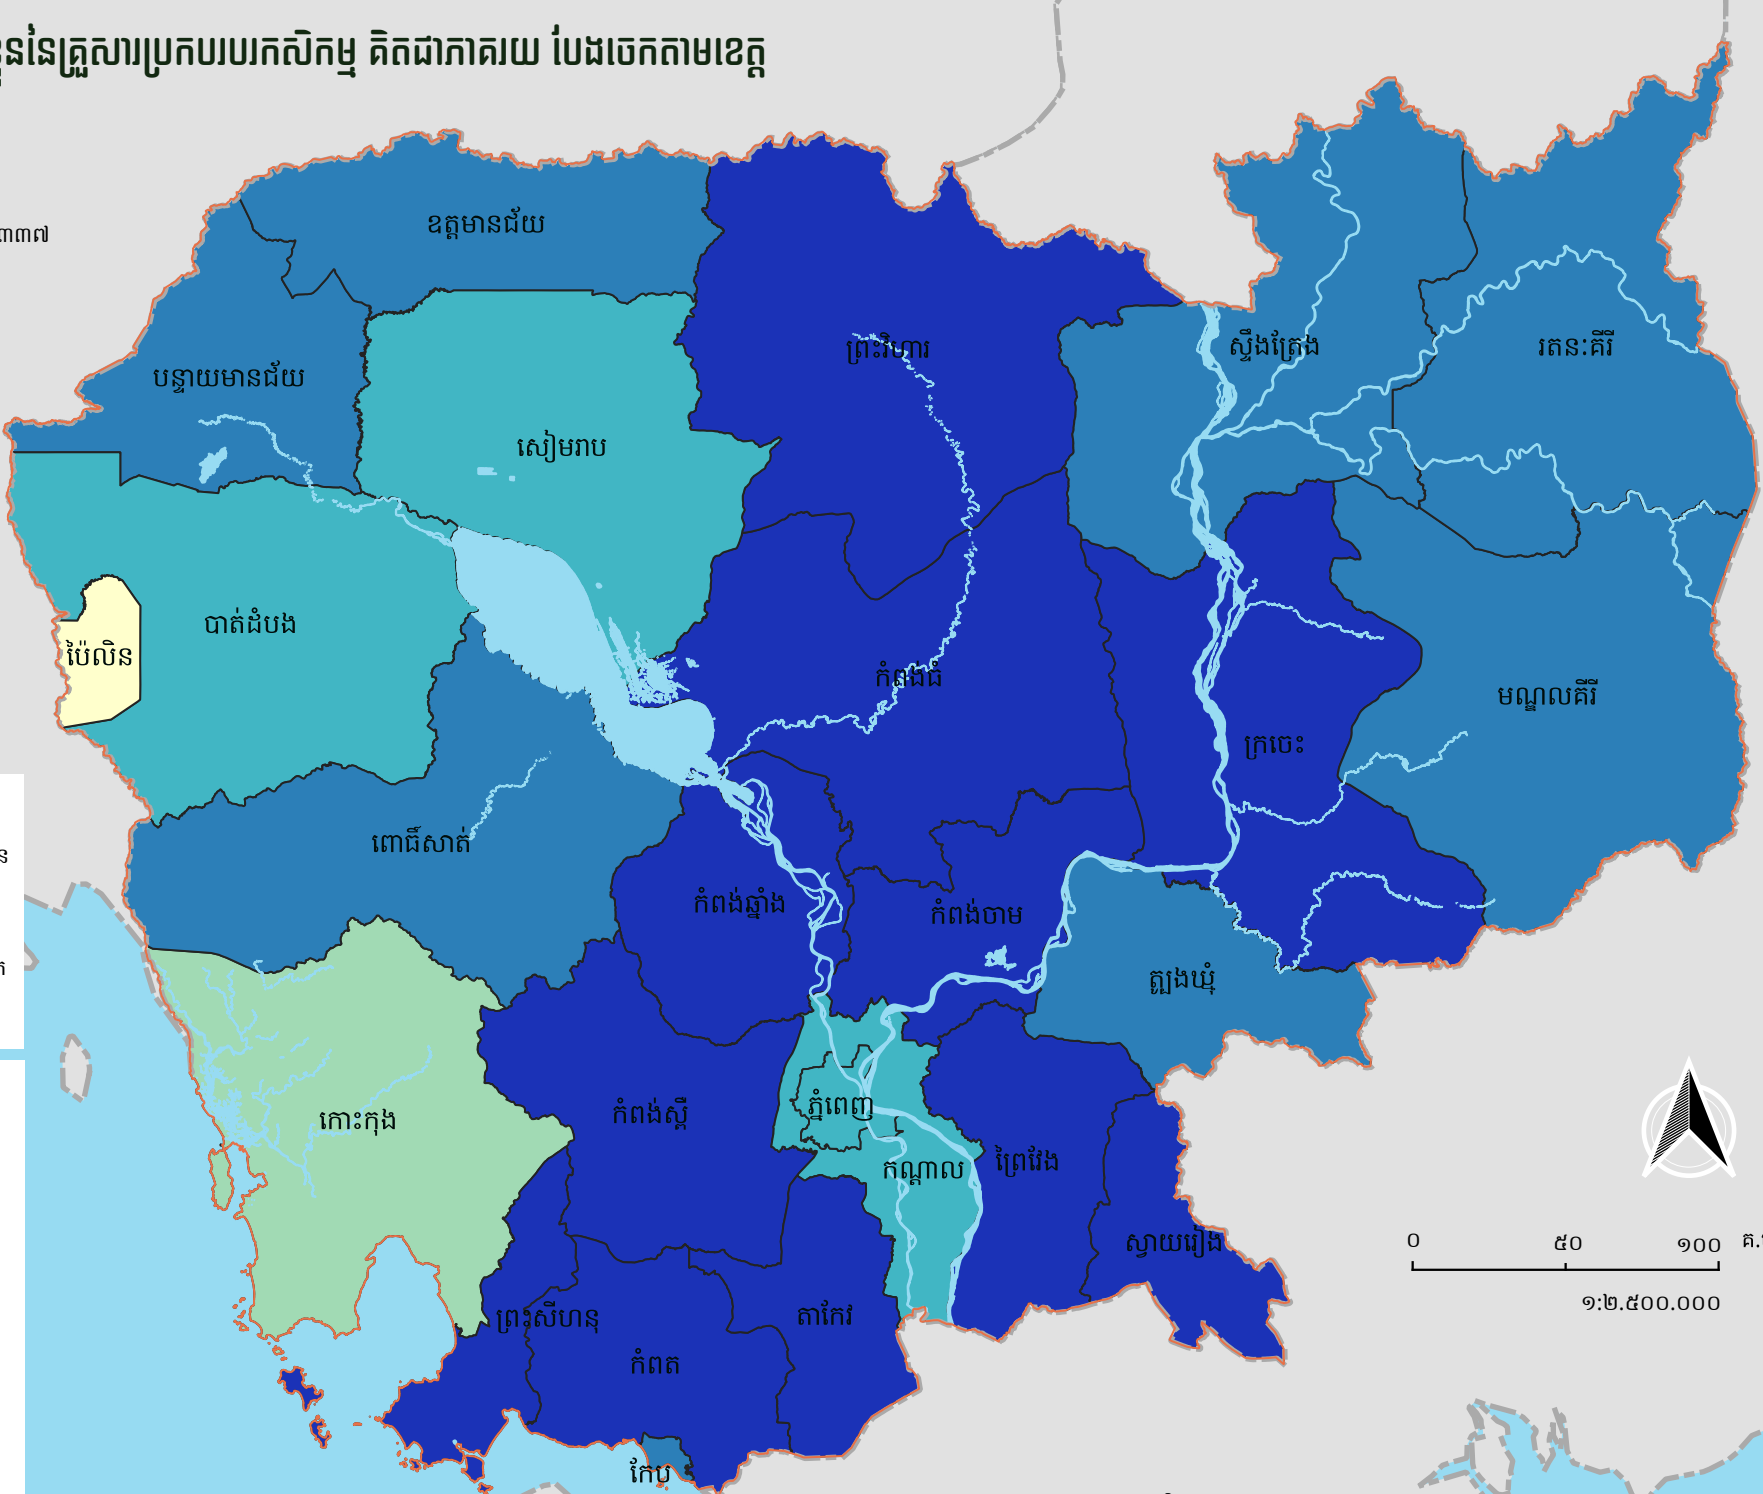 នៃគ្រួសារប្រកបរបរកសិកម្ម គិតជាភាគរយ បែងចែកតាមខេត្ត
៣៣៧
ឧត្តមានជ័យ
ព្រះវិហារ
ស្ទឹងត្រែង
រតនៈគីរី
បន្ទាយមានជ័យ
សៀមរាប
បាត់ដំបង
ប៉ៃលិន
កំពង់ធំ
មណ្ឌលគីរី
ក្រចេះ
ពោធិ៍សាត់
កំពង់ឆ្នាំង
កំពង់ចាម
ត្បូងឃ្មុំ
កោះកុង
កំពង់ស្ពឺ
ភ្នំពេញ
កណ្តាល
ព្រៃវែង
ស្វាយរៀង
0 ៥០ ១០០
១:២.៥០០.០០០
ព្រះសីហនុ
តាកែវ
កំពត
កែប